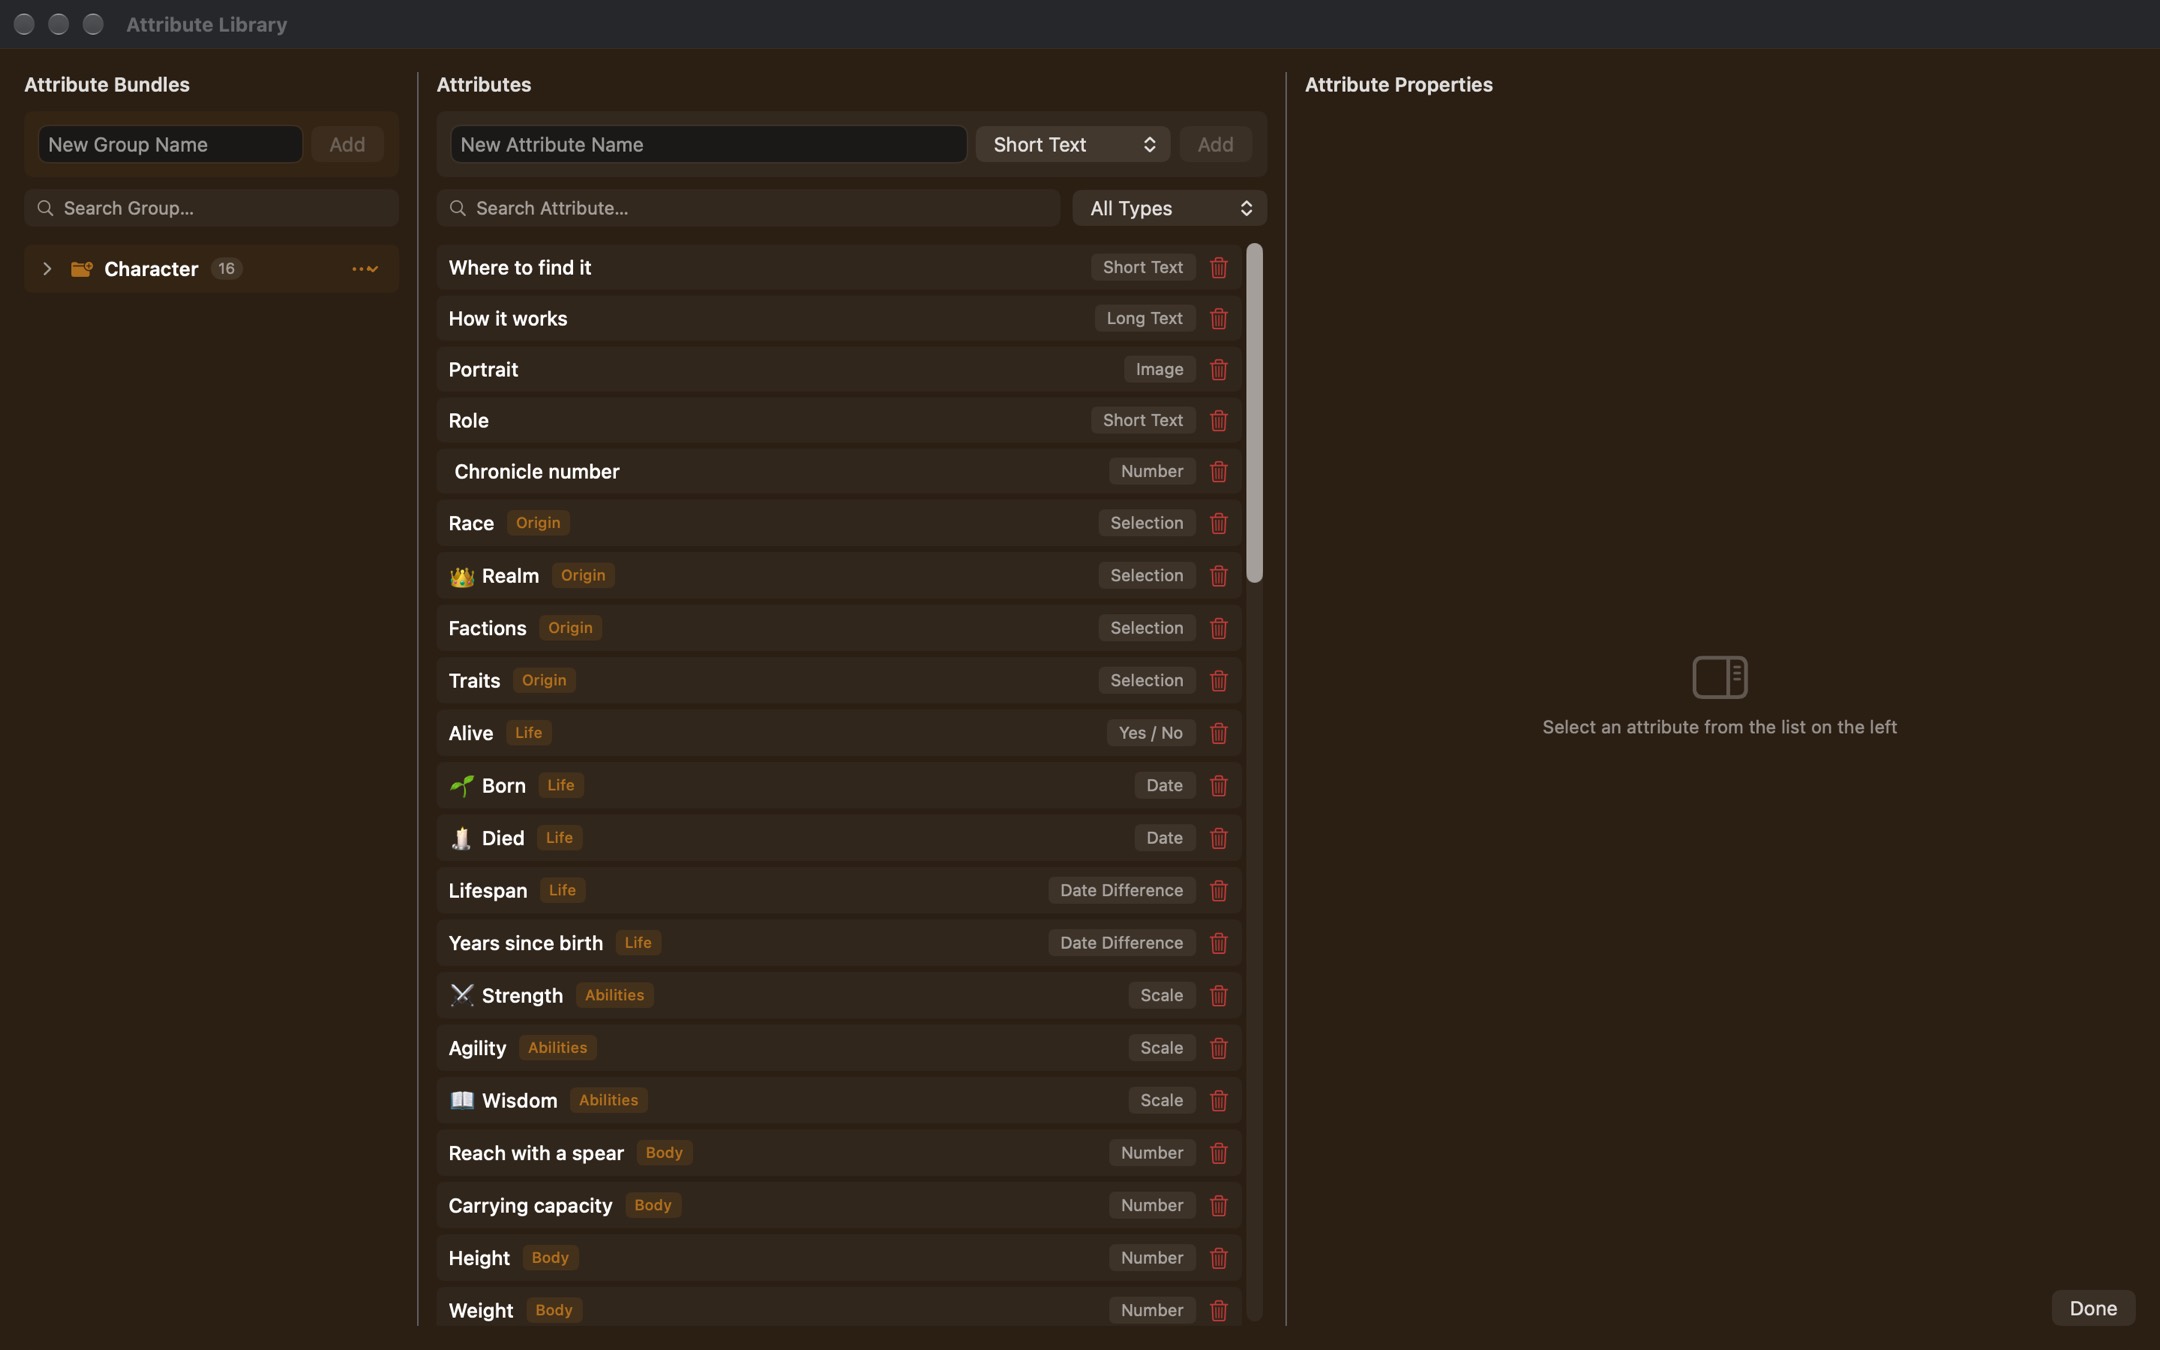 Attribute Library
Attribute Bundles
New Group Name
Add
Search Group...
Character 16
Attributes
New Attribute Name
Short Text
Add
Search Attribute...
All Types
Where to find it Short Text
How it works Long Text
Portrait Image
Role Short Text
Chronicle number Number
Race Origin Selection
Realm Origin Selection
Factions Origin Selection
Traits Origin Selection
Alive Life Yes / No
Born Life Date
Died Life Date
Lifespan Life Date Difference
Years since birth Life Date Difference
Strength Abilities Scale
Agility Abilities Scale
Wisdom Abilities Scale
Reach with a spear Body Number
Carrying capacity Body Number
Height Body Number
Weight Body Number
Attribute Properties
Select an attribute from the list on the left
Done